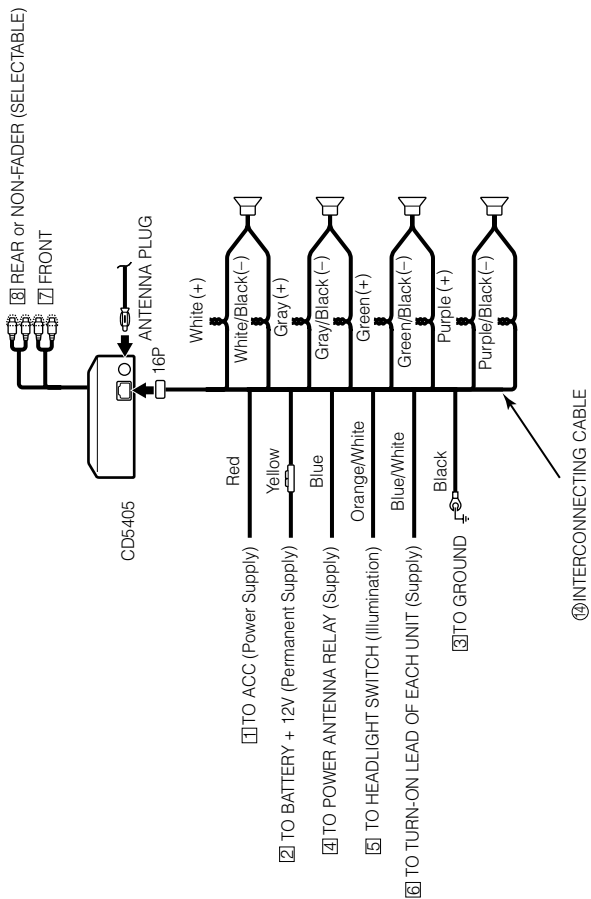 8 REAR or NON-FADER (SELECTABLE)
7 FRONT
ANTENNA PLUG
16P
CD5405
White (+)
White/Black(−)
Gray (+)
Gray/Black(−)
Green(+)
Green/Black(−)
Purple (+)
Purple/Black(−)
Red
Yellow
Blue
Orange/White
Blue/White
Black
1 TO ACC (Power Supply)
2 TO BATTERY + 12V (Permanent Supply)
4 TO POWER ANTENNA RELAY (Supply)
5 TO HEADLIGHT SWITCH (Illumination)
6 TO TURN-ON LEAD OF EACH UNIT (Supply)
3 TO GROUND
⑭INTERCONNECTING CABLE